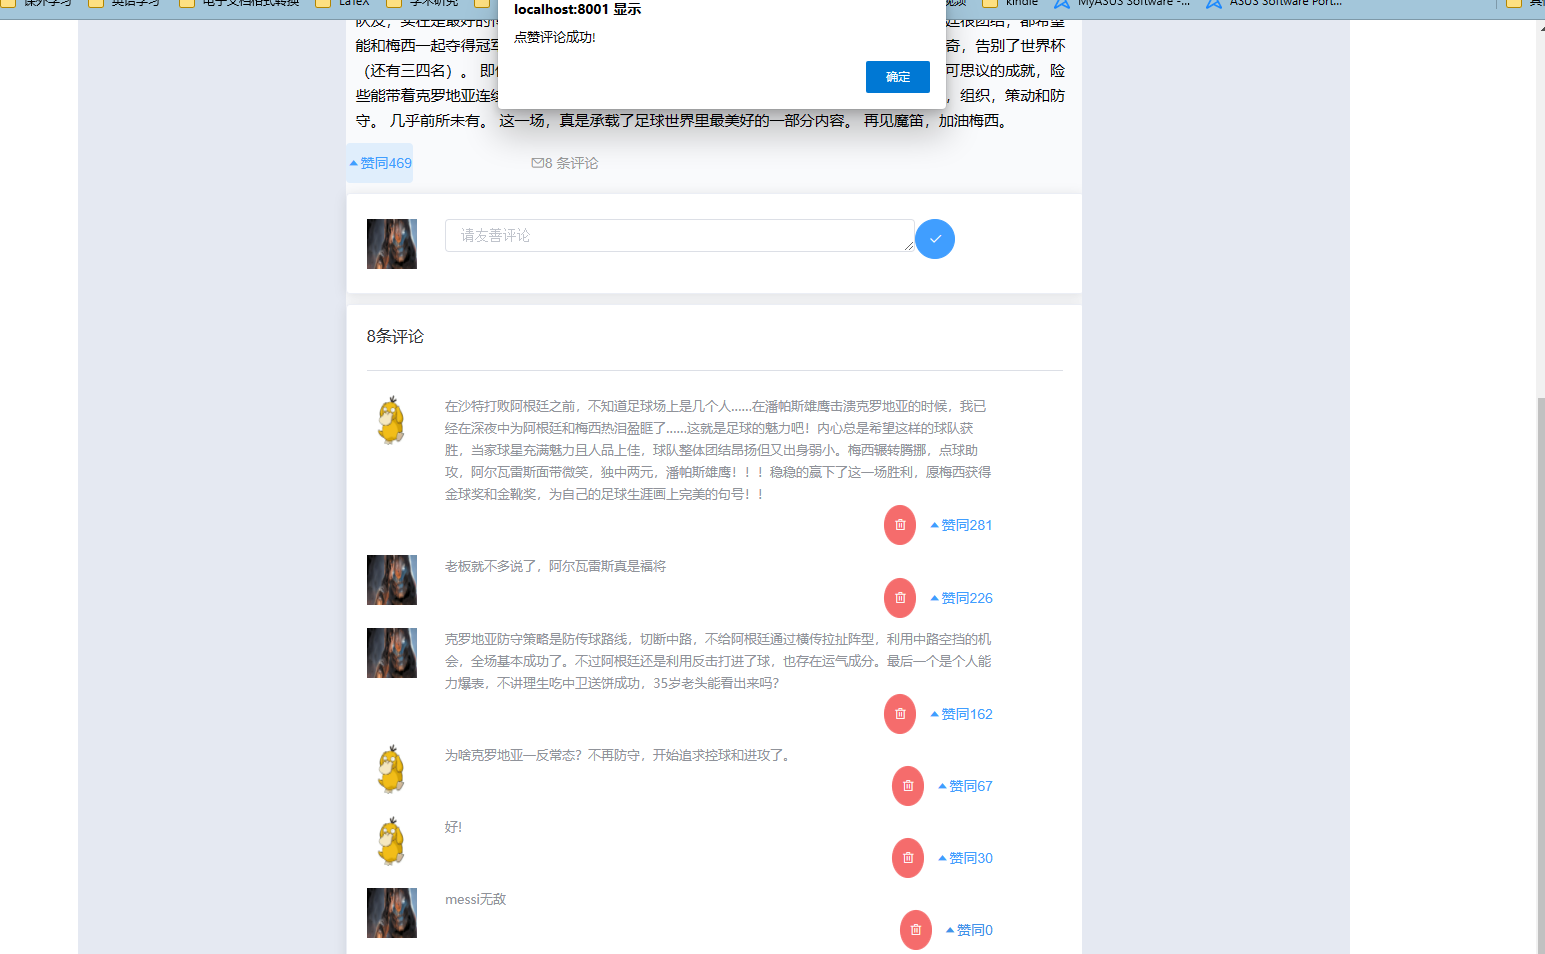 课外学习 英语学习 电子文档格式转换 LaTeX 学术研究 视频 kindle MyASUS Software -... ASUS Software Port...
localhost:8001 显示
点赞评论成功!
确定
能和梅西一起夺得冠军 奇，告别了世界杯
（还有三四名）。 即使 可思议的成就，险
些能带着克罗地亚连续 ，组织，策动和防
守。 几乎前所未有。 这一场，真是承载了足球世界里最美好的一部分内容。 再见魔笛，加油梅西。
赞同469 8 条评论
请友善评论
8条评论
在沙特打败阿根廷之前，不知道足球场上是几个人......在潘帕斯雄鹰击溃克罗地亚的时候，我已
经在深夜中为阿根廷和梅西热泪盈眶了......这就是足球的魅力吧！内心总是希望这样的球队获
胜，当家球星充满魅力且人品上佳，球队整体团结昂扬但又出身弱小。梅西辗转腾挪，点球助
攻，阿尔瓦雷斯面带微笑，独中两元，潘帕斯雄鹰！！！稳稳的赢下了这一场胜利，愿梅西获得
金球奖和金靴奖，为自己的足球生涯画上完美的句号！！
赞同281
老板就不多说了，阿尔瓦雷斯真是福将
赞同226
克罗地亚防守策略是防传球路线，切断中路，不给阿根廷通过横传拉扯阵型，利用中路空挡的机
会，全场基本成功了。不过阿根廷还是利用反击打进了球，也存在运气成分。最后一个是个人能
力爆表，不讲理生吃中卫送饼成功，35岁老头能看出来吗？
赞同162
为啥克罗地亚一反常态？不再防守，开始追求控球和进攻了。
赞同67
好!
赞同30
messi无敌
赞同0